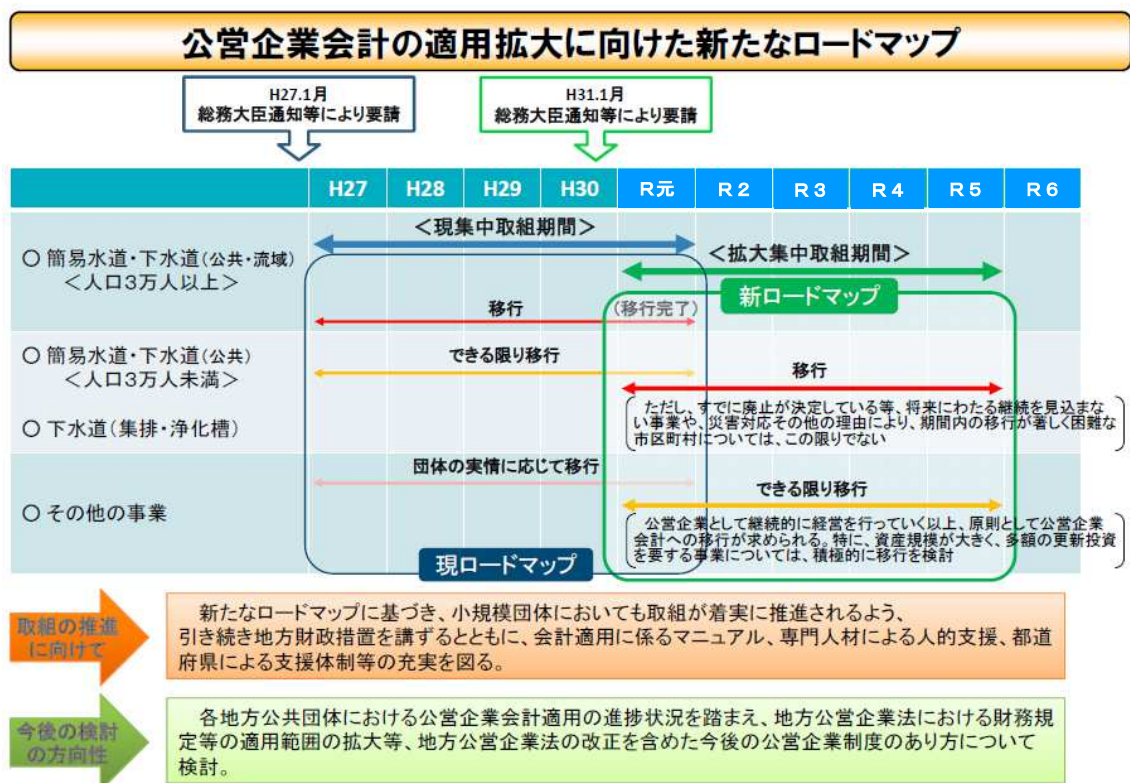 公営企業会計の適用拡大に向けた新たなロードマップ
H27.1月
総務大臣通知等により要請
H31.1月
総務大臣通知等により要請
H27 H28 H29 H30 R元 R2 R3 R4 R5 R6
○ 簡易水道・下水道(公共・流域)
＜人口3万人以上＞
＜現集中取組期間＞
＜拡大集中取組期間＞
新ロードマップ
移行
(移行完了)
○ 簡易水道・下水道(公共)
＜人口3万人未満＞
○ 下水道(集排・浄化槽)
できる限り移行
移行
ただし、すでに廃止が決定している等、将来にわたる継続を見込まな
い事業や、災害対応その他の理由により、期間内の移行が著しく困難な
市区町村については、この限りでない
○ その他の事業
団体の実情に応じて移行
できる限り移行
公営企業として継続的に経営を行っていく以上、原則として公営企業
会計への移行が求められる。特に、資産規模が大きく、多額の更新投資
を要する事業については、積極的に移行を検討
現ロードマップ
取組の推進
に向けて
新たなロードマップに基づき、小規模団体においても取組が着実に推進されるよう、
引き続き地方財政措置を講ずるとともに、会計適用に係るマニュアル、専門人材による人的支援、都道
府県による支援体制等の充実を図る。
今後の検討
の方向性
各地方公共団体における公営企業会計適用の進捗状況を踏まえ、地方公営企業法における財務規
定等の適用範囲の拡大等、地方公営企業法の改正を含めた今後の公営企業制度のあり方について
検討。